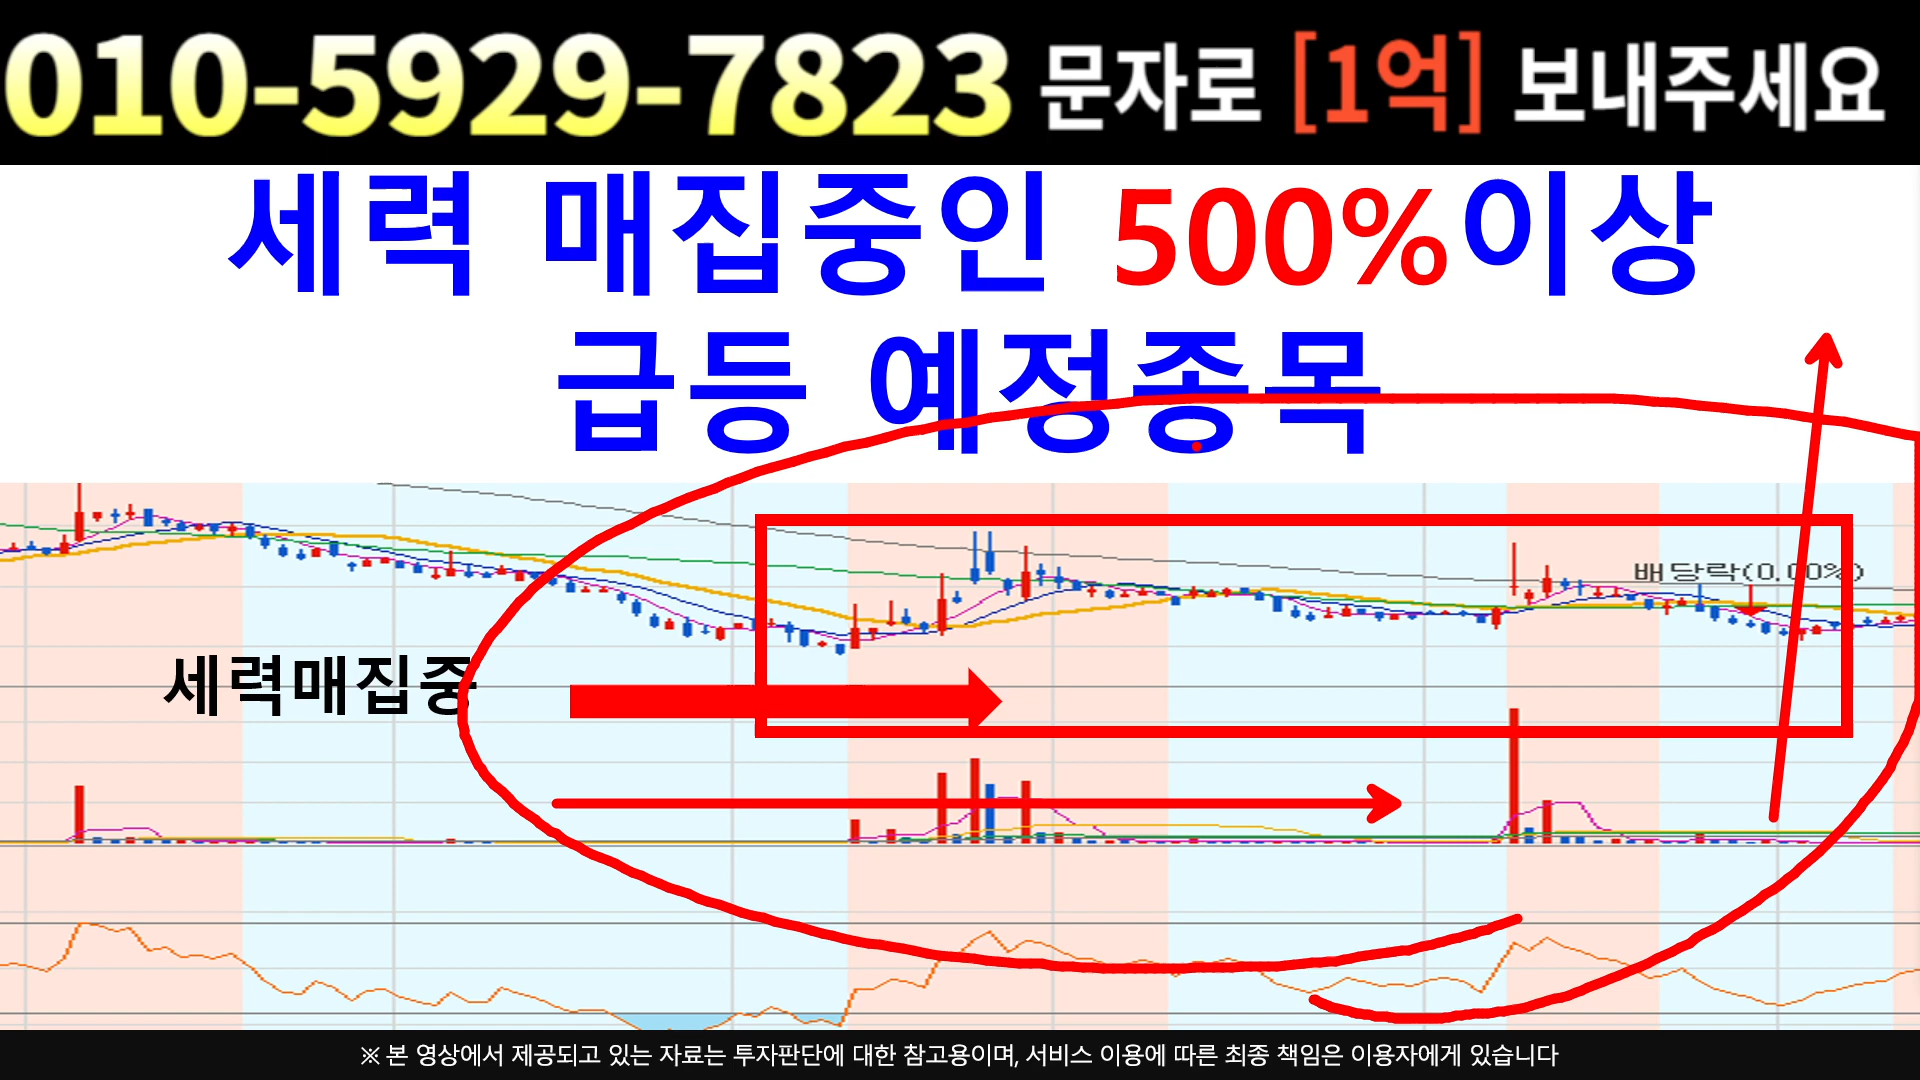 010-5929-7823 문자로 [1억] 보내주세요
세력 매집중인 500%이상
급등 예정종목
배당락(0.00%)
세력매집중
※ 본 영상에서 제공되고 있는 자료는 투자판단에 대한 참고용이며, 서비스 이용에 따른 최종 책임은 이용자에게 있습니다